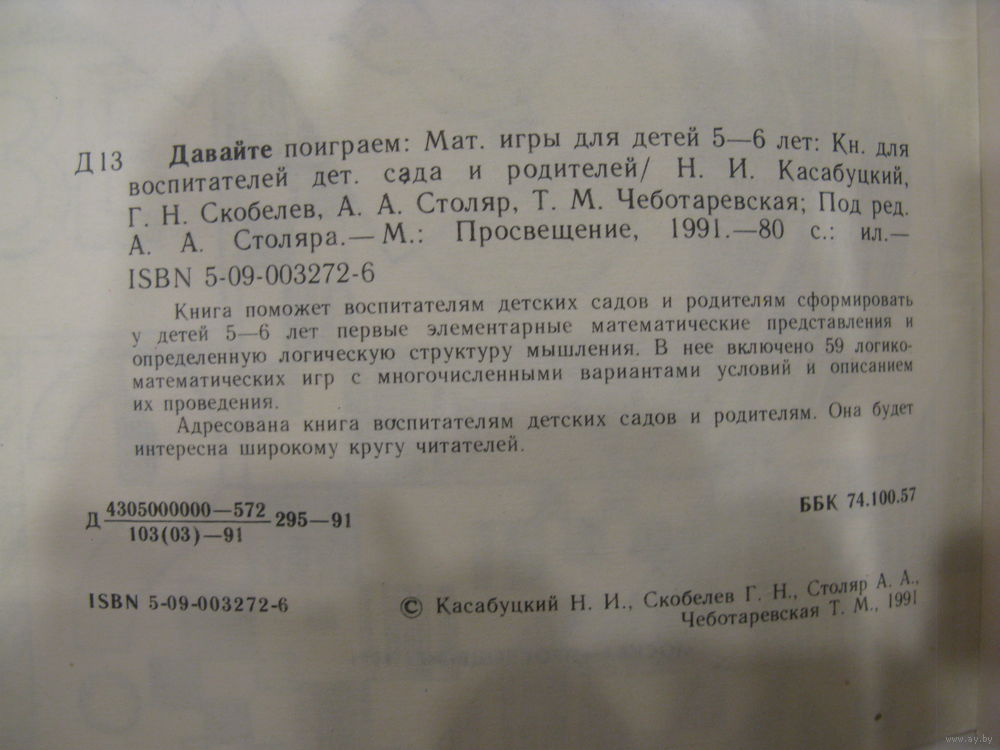 Д13 Давайте поиграем: Мат. игры для детей 5—6 лет: Кн. для
воспитателей дет. сада и родителей/ Н. И. Касабуцкий,
Г. Н. Скобелев, А. А. Столяр, Т. М. Чеботаревская; Под ред.
А. А. Столяра.— М.: Просвещение, 1991.—80 с.: ил.—
ISBN 5-09-003272-6
Книга поможет воспитателям детских садов и родителям сформировать
у детей 5—6 лет первые элементарные математические представления и
определенную логическую структуру мышления. В нее включено 59 логико-
математических игр с многочисленными вариантами условий и описанием
их проведения.
Адресована книга воспитателям детских садов и родителям. Она будет
интересна широкому кругу читателей.
Д 4305000000—572
103(03)—91 295—91
ББК 74.100.57
ISBN 5-09-003272-6
© Касабуцкий Н. И., Скобелев Г. Н., Столяр А. А.,
Чеботаревская Т. М., 1991
www.ay.by